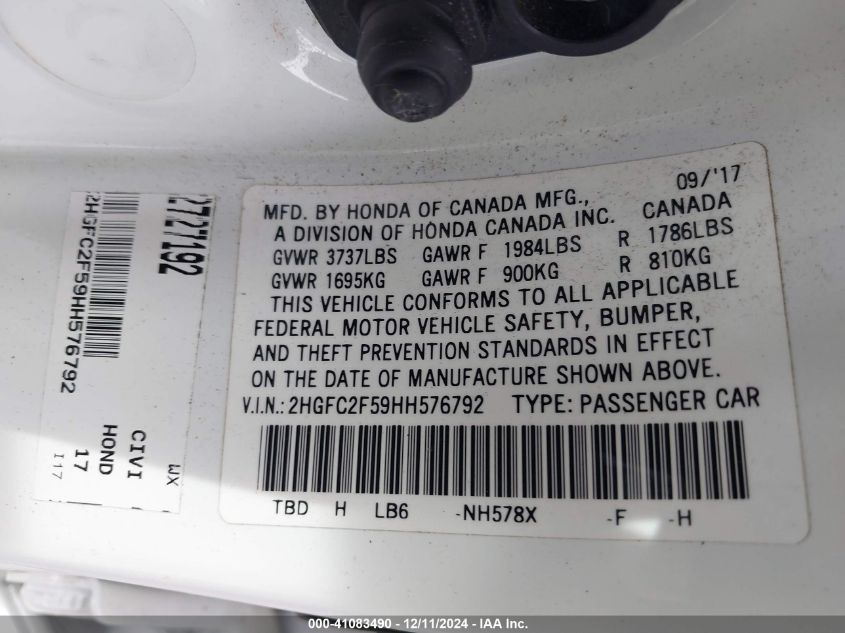 09/'17
MFD. BY HONDA OF CANADA MFG.,
A DIVISION OF HONDA CANADA INC. CANADA
GVWR 3737LBS GAWR F 1984LBS R 1786LBS
GVWR 1695KG GAWR F 900KG R 810KG
THIS VEHICLE CONFORMS TO ALL APPLICABLE
FEDERAL MOTOR VEHICLE SAFETY, BUMPER,
AND THEFT PREVENTION STANDARDS IN EFFECT
ON THE DATE OF MANUFACTURE SHOWN ABOVE.
V.I.N.: 2HGFC2F59HH576792 TYPE: PASSENGER CAR
TBD H LB6 -NH578X -F -H
2727192
2HGFC2F59HH576792
WX
CIVI
HOND
17
I17
000-41083490 - 12/11/2024 - IAA Inc.